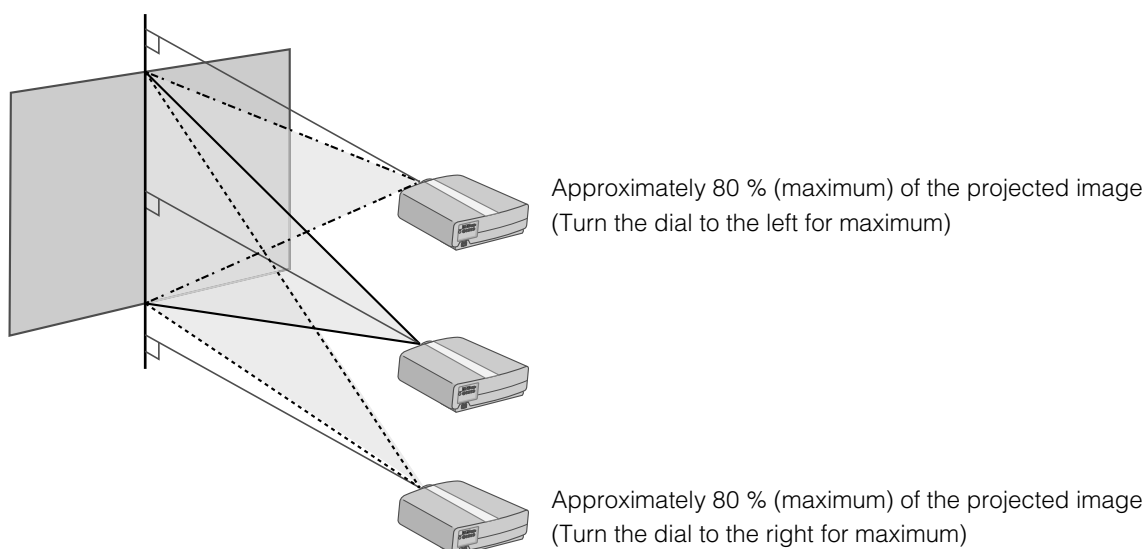 Approximately 80 % (maximum) of the projected image
(Turn the dial to the left for maximum)
Approximately 80 % (maximum) of the projected image
(Turn the dial to the right for maximum)